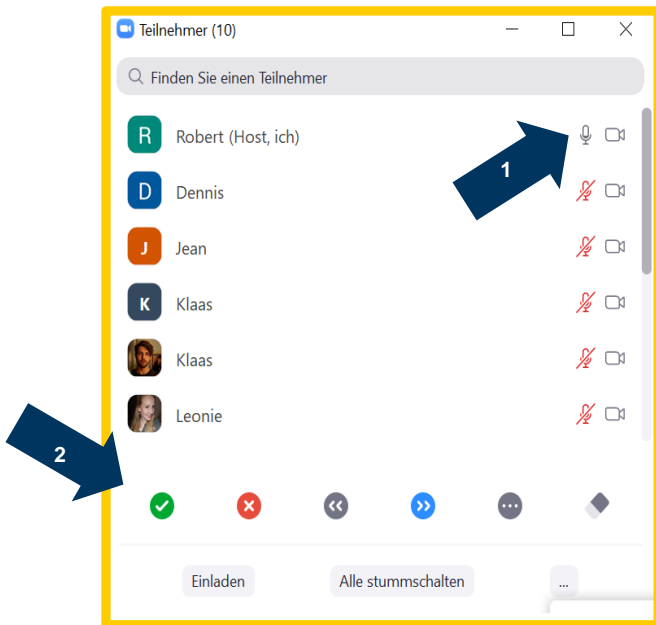 Teilnehmer (10)
Finden Sie einen Teilnehmer
R Robert (Host, ich)
1
D Dennis
J Jean
K Klaas
Klaas
Leonie
2
Einladen Alle stummschalten ...